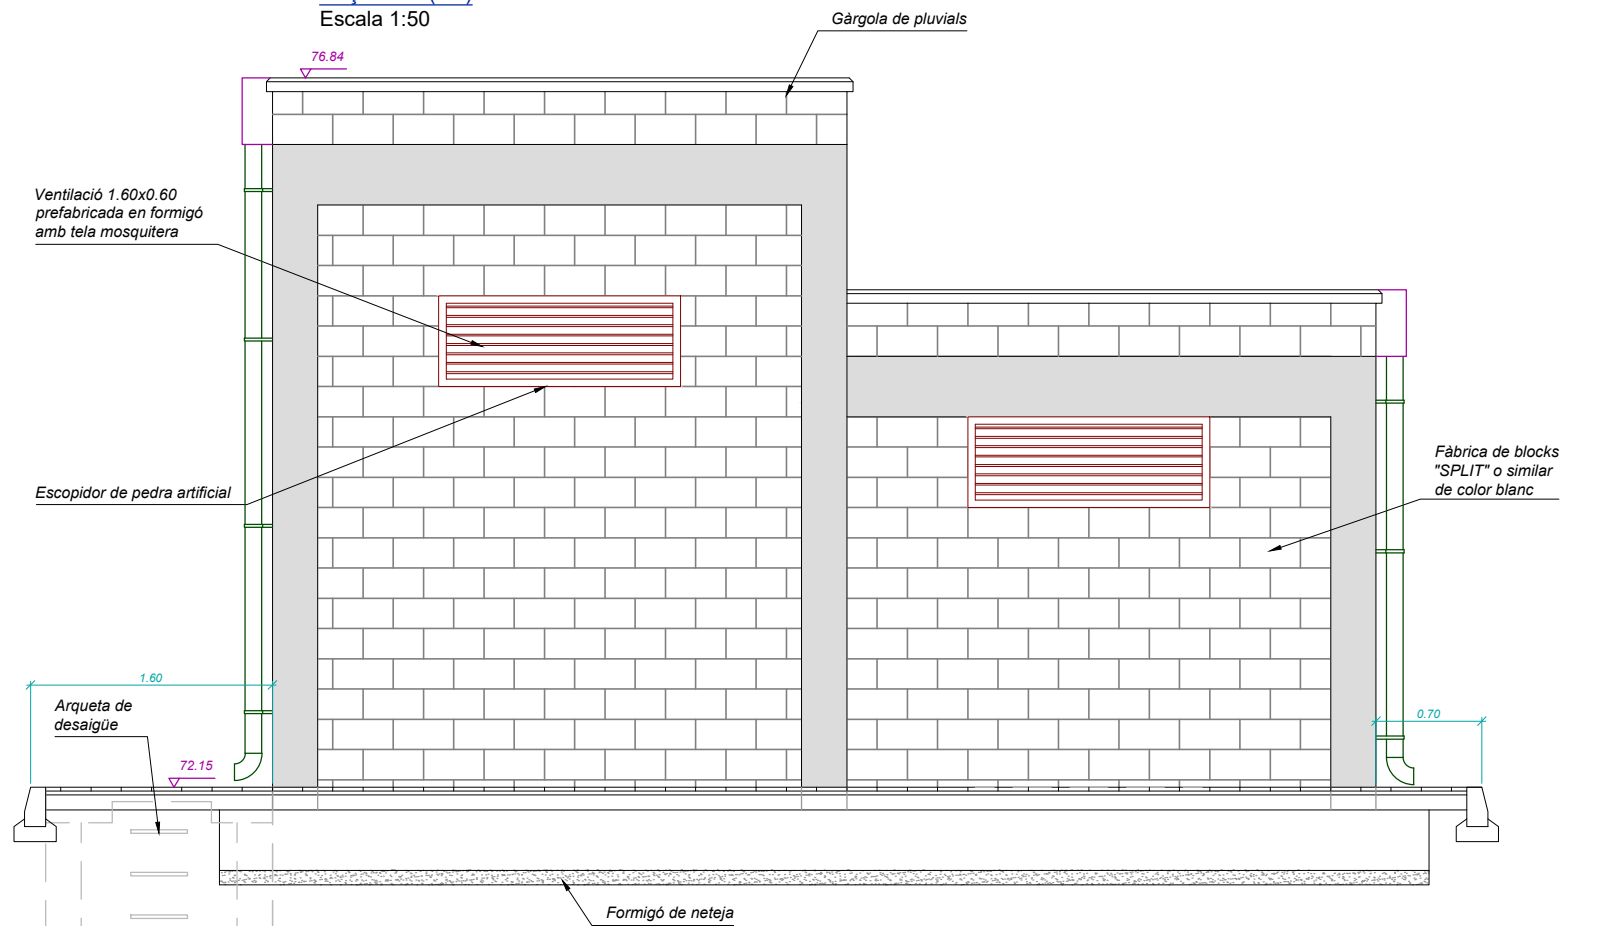 Escala 1:50
Gàrgola de pluvials
76.84
Ventilació 1.60x0.60
prefabricada en formigó
amb tela mosquitera
Fàbrica de blocks
"SPLIT" o similar
de color blanc
Escopidor de pedra artificial
1.60
Arqueta de
desaigüe
0.70
72.15
Formigó de neteja